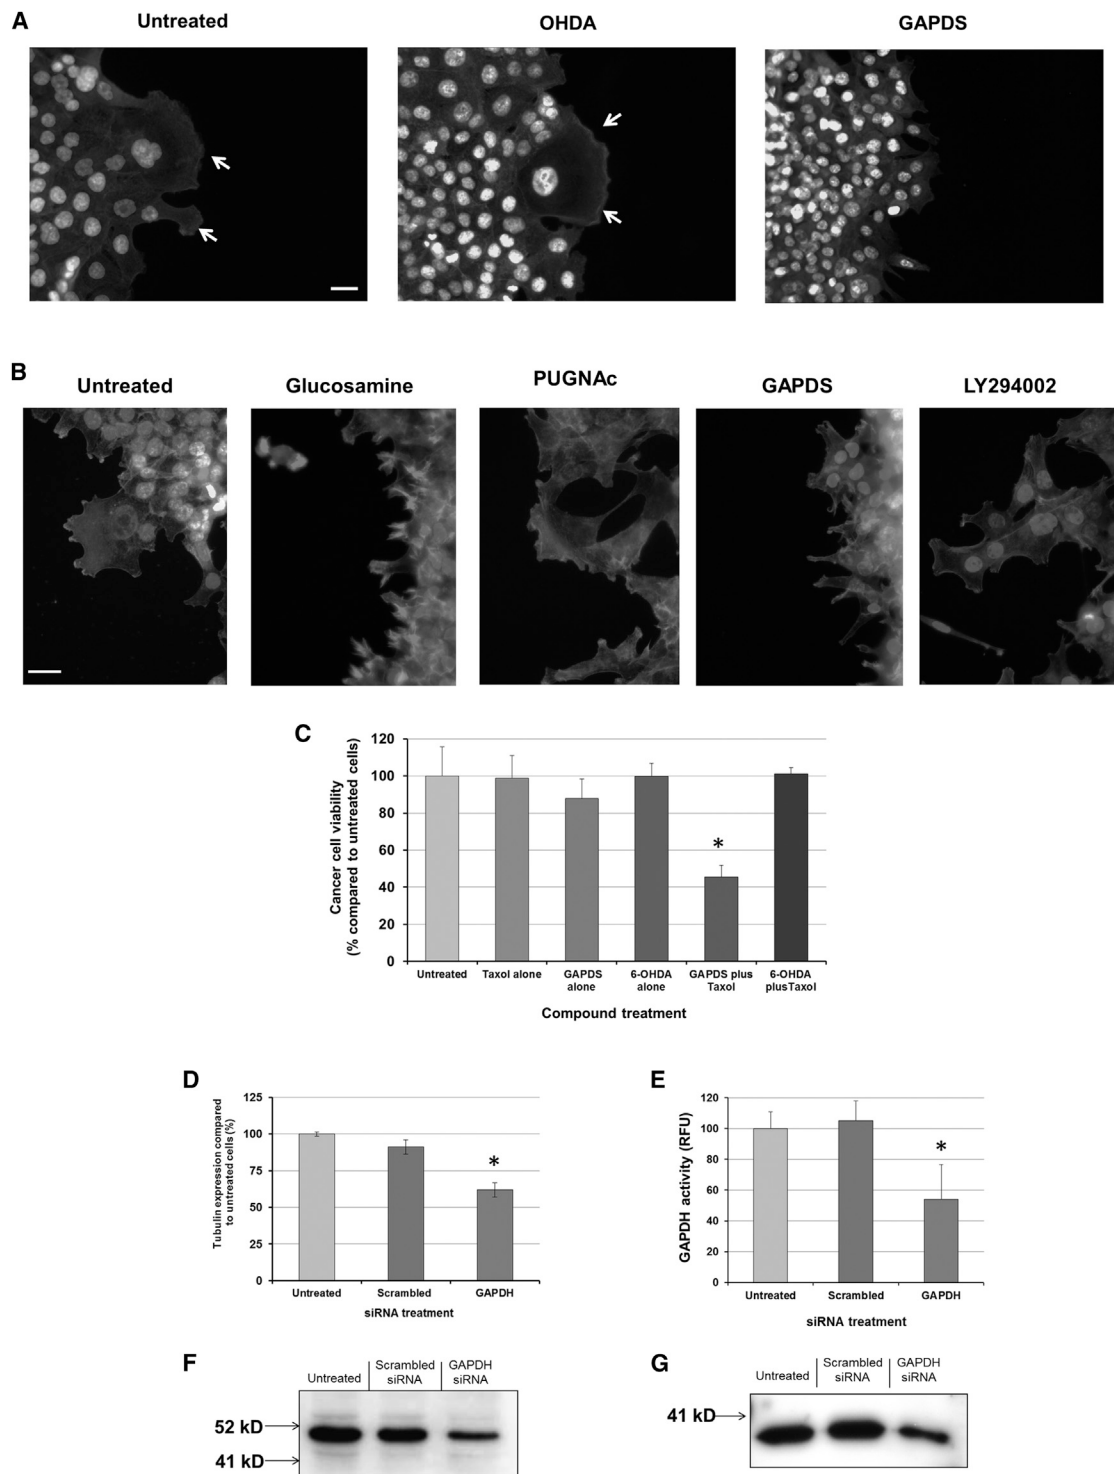 A
Untreated
OHDA
GAPDS
B
Untreated
Glucosamine
PUGNAc
GAPDS
LY294002
C
Cancer cell viability
(% compared to untreated cells)
120
100
80
60
40
20
0
*
Untreated
Taxol alone
GAPDS
alone
6-OHDA
alone
GAPDS plus
Taxol
6-OHDA
plusTaxol
Compound treatment
D
Tubulin expression compared
to untreated cells (%)
125
100
75
50
25
0
*
Untreated
Scrambled
GAPDH
siRNA treatment
E
GAPDH activity (RFU)
120
100
80
60
40
20
0
*
Untreated
Scrambled
GAPDH
siRNA treatment
F
Untreated
Scrambled
siRNA
GAPDH
siRNA
52 kD
41 kD
G
Untreated
Scrambled
siRNA
GAPDH
siRNA
41 kD